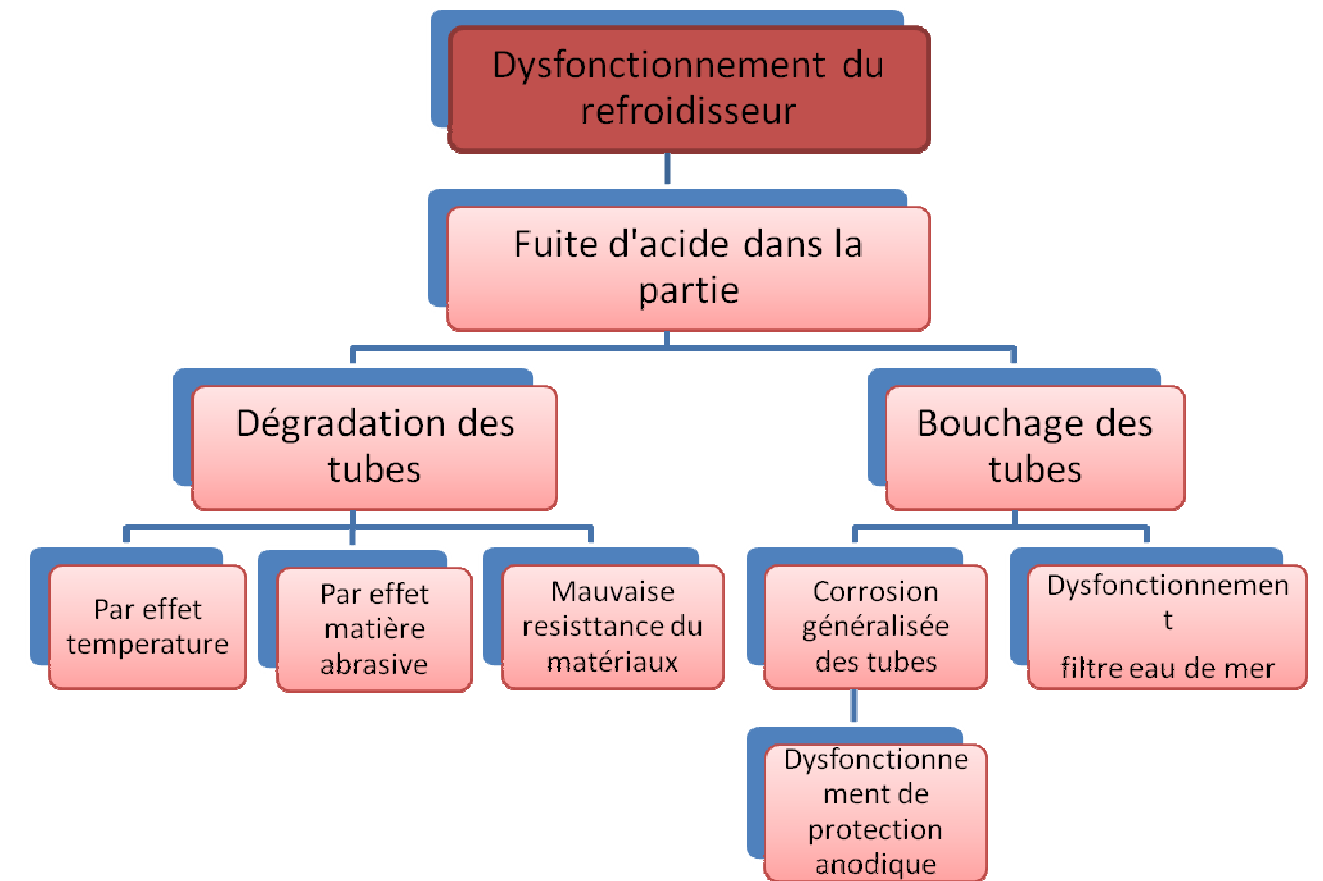 Dysfonctionnement du
refroidisseur
Fuite d'acide dans la
partie
Dégradation des
tubes
Bouchage des
tubes
Par effet
temperature
Par effet
matière
abrasive
Mauvaise
resisttance du
matériaux
Corrosion
généralisée
des tubes
Dysfonctionnemen
t
filtre eau de mer
Dysfonctionne
ment de
protection
anodique